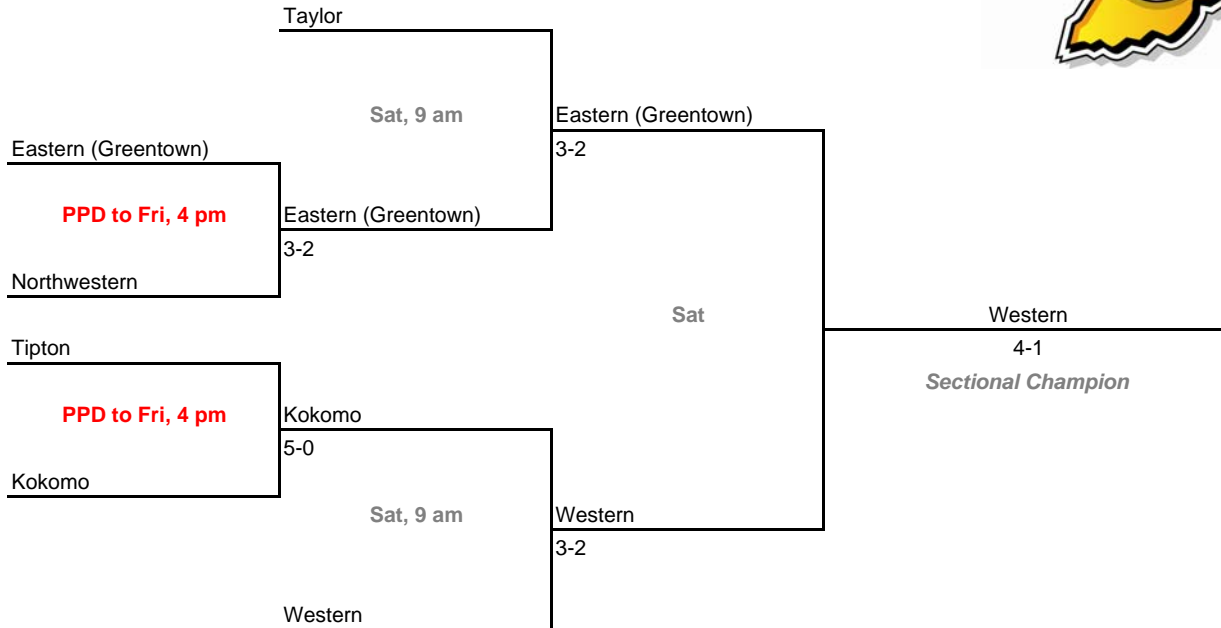 Taylor
Sat, 9 am
Eastern (Greentown)
3-2
Eastern (Greentown)
PPD to Fri, 4 pm
Eastern (Greentown)
3-2
Northwestern
Sat
Western
4-1
Sectional Champion
Tipton
PPD to Fri, 4 pm
Kokomo
5-0
Kokomo
Sat, 9 am
Western
3-2
Western